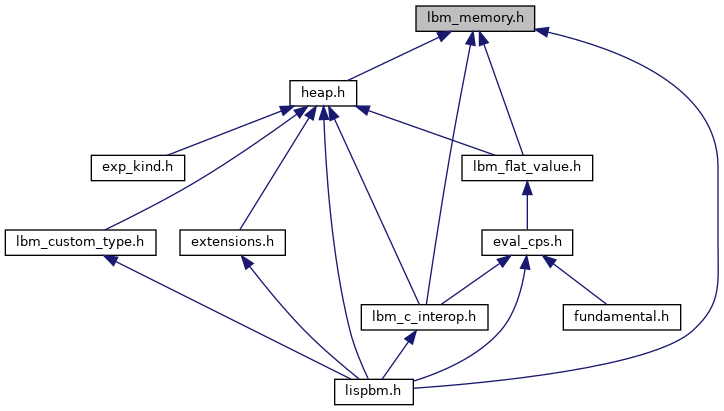 lbm_memory.h
heap.h
exp_kind.h
lbm_flat_value.h
lbm_custom_type.h
extensions.h
eval_cps.h
lbm_c_interop.h
fundamental.h
lispbm.h